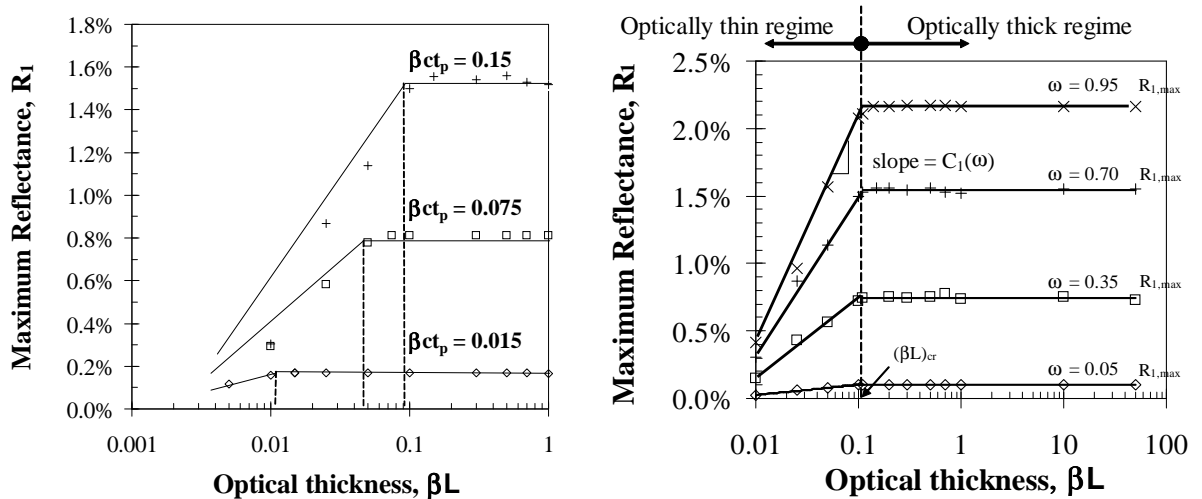 Maximum Reflectance, R₁
1.8%
1.6%
1.4%
1.2%
1.0%
0.8%
0.6%
0.4%
0.2%
0.0%
βctₚ = 0.15
βctₚ = 0.075
βctₚ = 0.015
0.001 0.01 0.1 1
Optical thickness, βL
Optically thin regime Optically thick regime
Maximum Reflectance, R₁
2.5%
2.0%
1.5%
1.0%
0.5%
0.0%
ω = 0.95 R1,max
slope = C₁(ω)
ω = 0.70 R1,max
ω = 0.35 R1,max
(βL)cr
ω = 0.05 R1,max
0.01 0.1 1 10 100
Optical thickness, βL